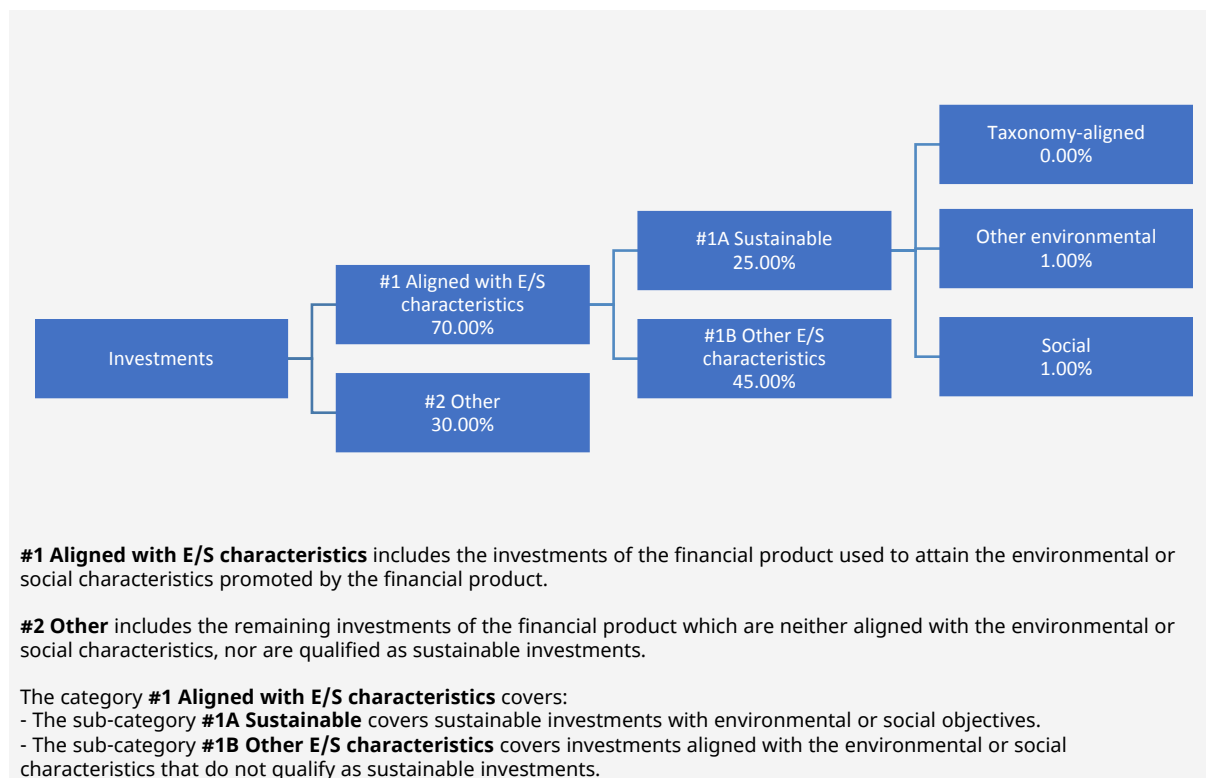 Taxonomy-aligned
0.00%
#1A Sustainable
25.00%
Other environmental
1.00%
#1 Aligned with E/S
characteristics
70.00%
Investments
#1B Other E/S
characteristics
45.00%
Social
1.00%
#2 Other
30.00%
#1 Aligned with E/S characteristics includes the investments of the financial product used to attain the environmental or
social characteristics promoted by the financial product.
#2 Other includes the remaining investments of the financial product which are neither aligned with the environmental or
social characteristics, nor are qualified as sustainable investments.
The category #1 Aligned with E/S characteristics covers:
- The sub-category #1A Sustainable covers sustainable investments with environmental or social objectives.
- The sub-category #1B Other E/S characteristics covers investments aligned with the environmental or social
characteristics that do not qualify as sustainable investments.